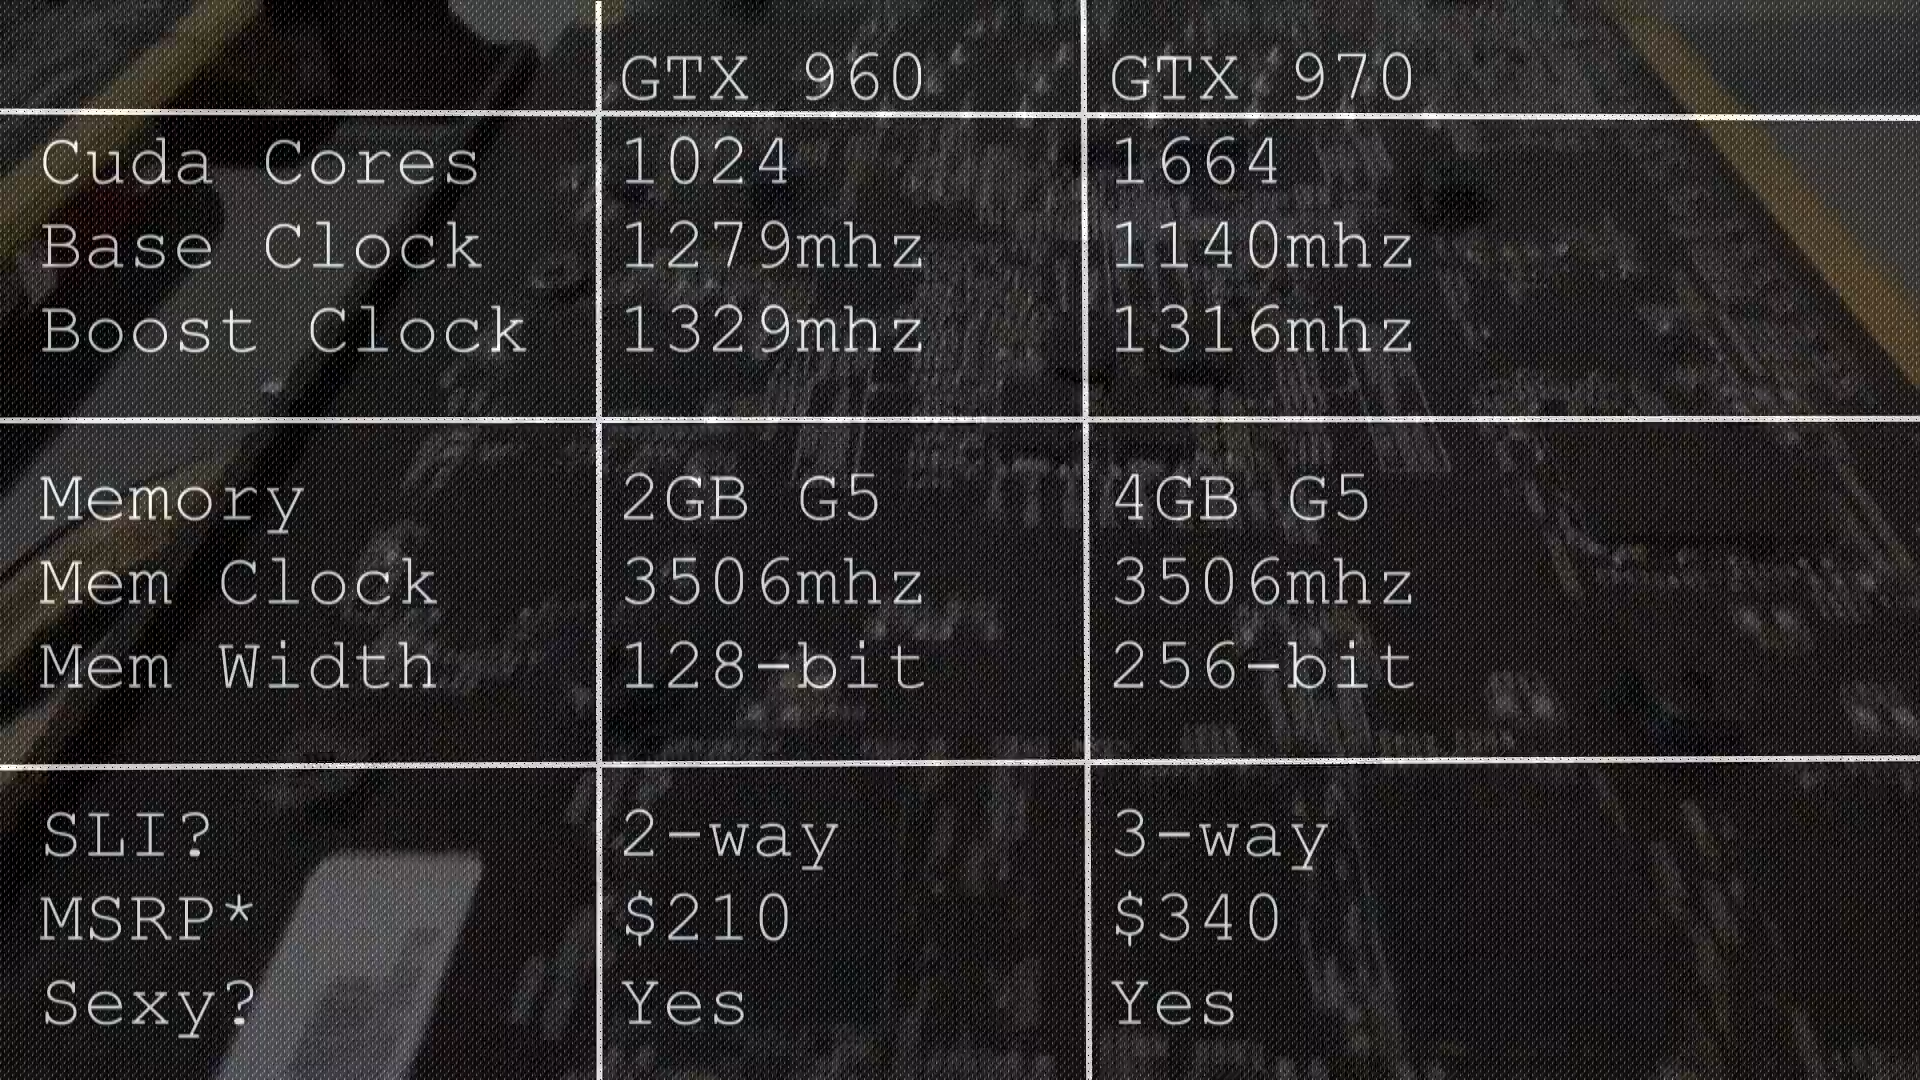 GTX 960 GTX 970
Cuda Cores 1024 1664
Base Clock 1279mhz 1140mhz
Boost Clock 1329mhz 1316mhz
Memory 2GB G5 4GB G5
Mem Clock 3506mhz 3506mhz
Mem Width 128-bit 256-bit
SLI? 2-way 3-way
MSRP* $210 $340
Sexy? Yes Yes